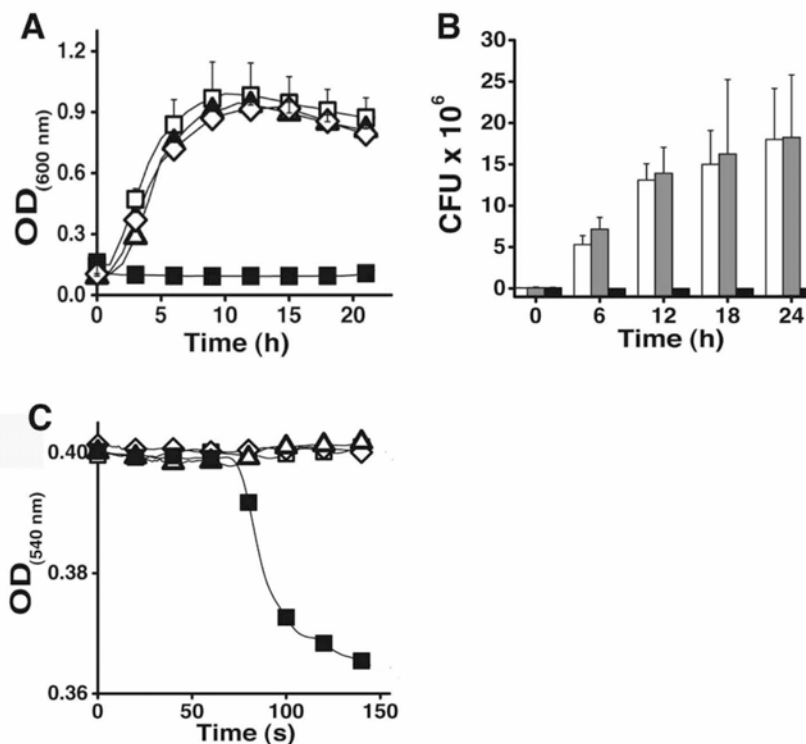 A
OD(600 nm)
1.2
0.9
0.6
0.3
0.0
0 5 10 15 20
Time (h)
B
CFU x 10⁶
30
25
20
15
10
5
0
0 6 12 18 24
Time (h)
C
OD(540 nm)
0.40
0.38
0.36
0 50 100 150
Time (s)